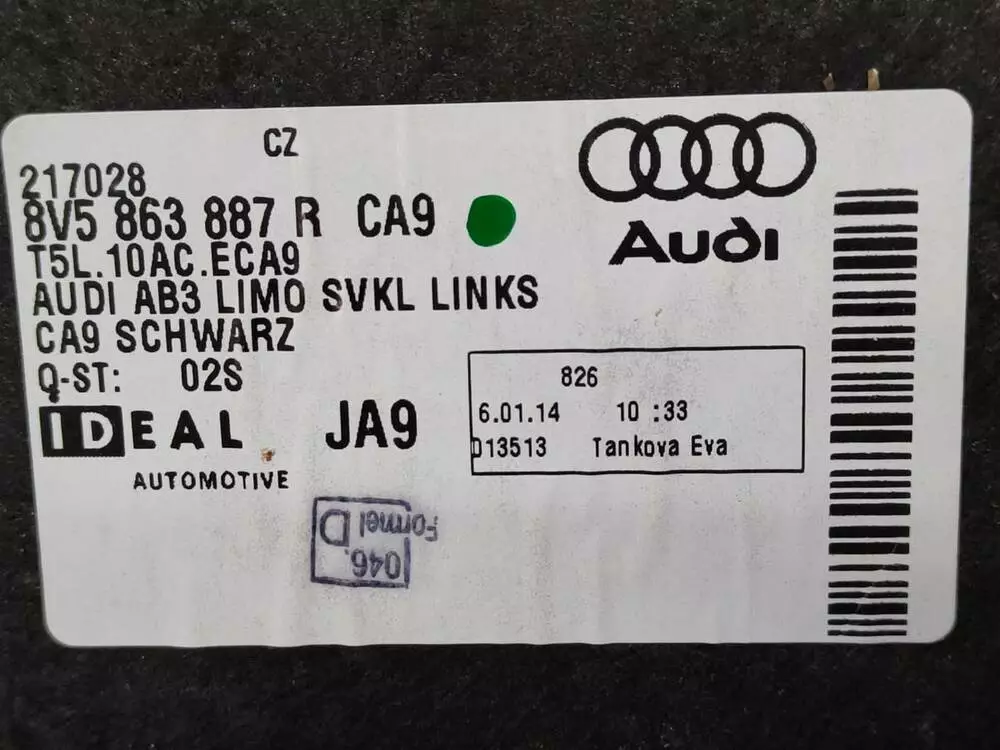 CZ
217028
8V5 863 887 R CA9
T5L.10AC.ECA9
AUDI AB3 LIMO SVKL LINKS
CA9 SCHWARZ
Q-ST: 02S
IDEAL
AUTOMOTIVE
JA9
Audi
826
6.01.14 10 :33
D13513 Tankova Eva
Formel D
046.